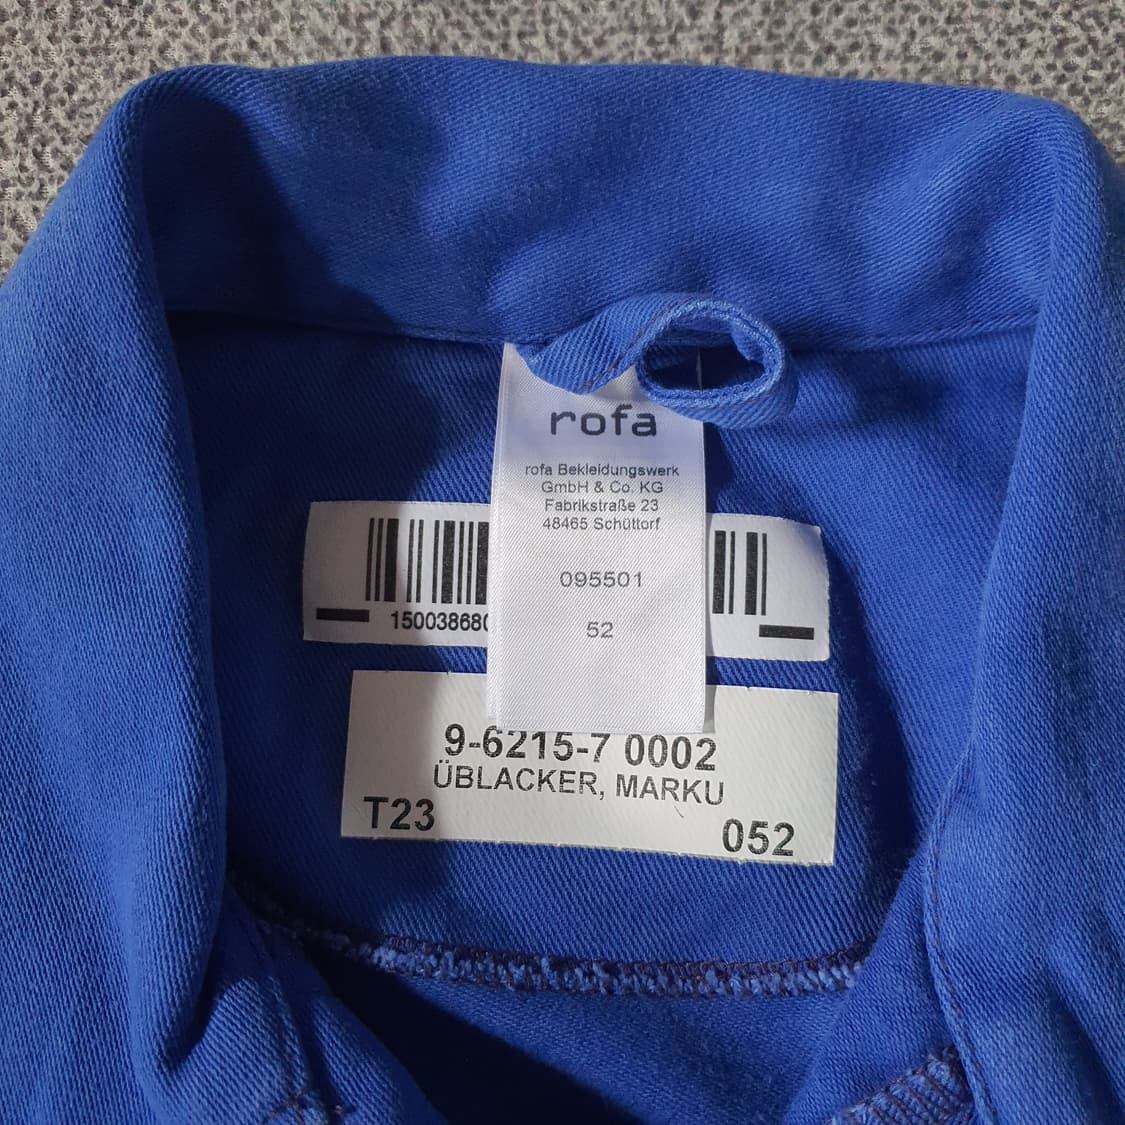 rofa
rofa Bekleidungswerk
GmbH & Co. KG
Fabrikstraße 23
48465 Schüttorf
095501
52
15003868
9-6215-7 0002
ÜBLACKER, MARKU
T23
052